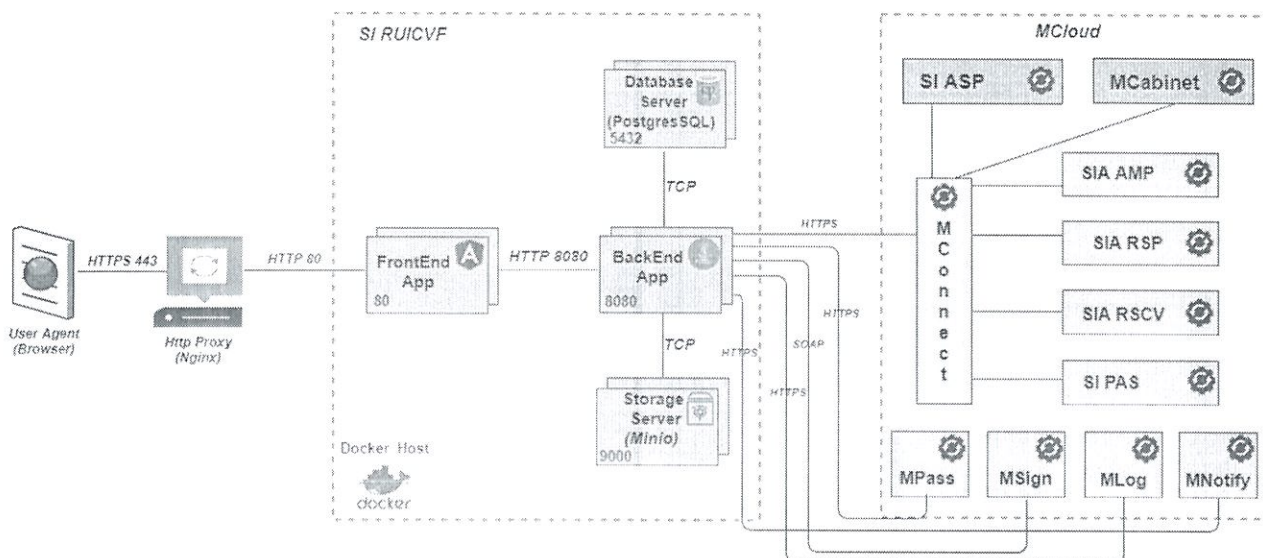 SI RUICVF
MCloud
Database
Server
(PostgresSQL)
5432
SI ASP
MCabinet
TCP
SIA AMP
HTTPS
M
C
o
n
n
e
c
t
SIA RSP
HTTPS 443
HTTP 80
FrontEnd
App
80
HTTP 8080
BackEnd
App
8080
HTTPS
SIA RSCV
User Agent
(Browser)
Http Proxy
(Nginx)
TCP
HTTPS
SOAP
HTTPS
SI PAS
Storage
Server
(Minio)
9000
Docker Host
docker
MPass
MSign
MLog
MNotify